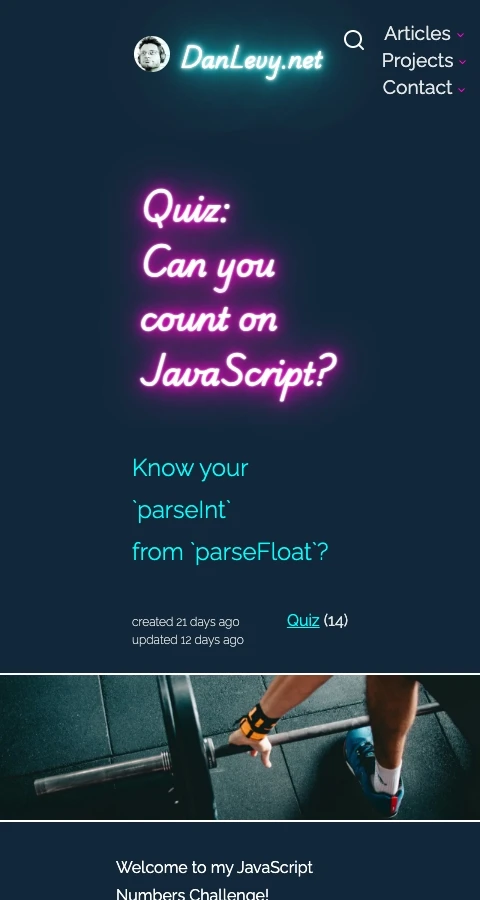 DanLevy.net
Articles
Projects
Contact
Quiz:
Can you
count on
JavaScript?
Know your
`parseInt`
from `parseFloat`?
created 21 days ago
updated 12 days ago
Quiz (14)
Welcome to my JavaScript
Numbers Challenge!